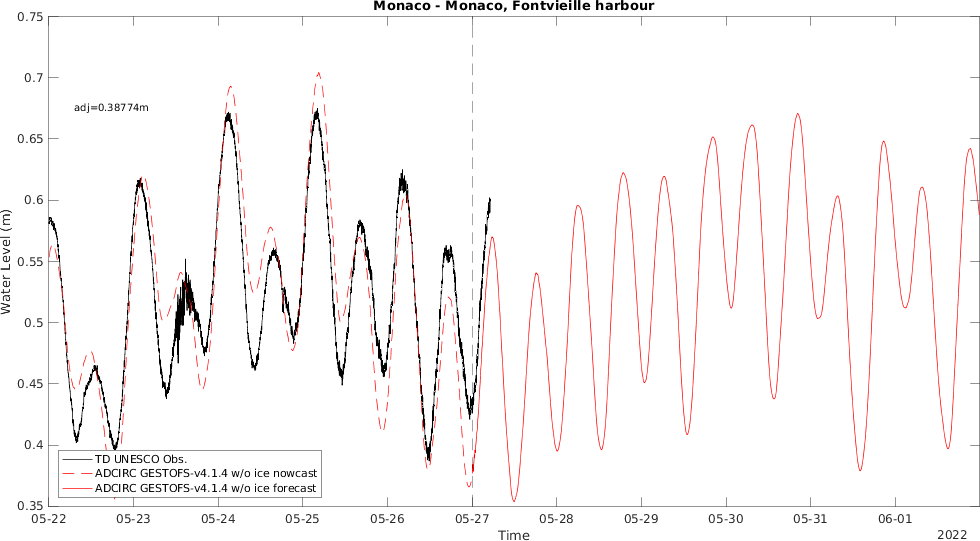 Monaco - Monaco, Fontvieille harbour
0.75
0.7
adj=0.38774m
0.65
0.6
0.55
Water Level (m)
0.5
0.45
0.4
TD UNESCO Obs.
ADCIRC GESTOFS-v4.1.4 w/o ice nowcast
ADCIRC GESTOFS-v4.1.4 w/o ice forecast
0.35
05-22 05-23 05-24 05-25 05-26 05-27 05-28 05-29 05-30 05-31 06-01
Time
2022